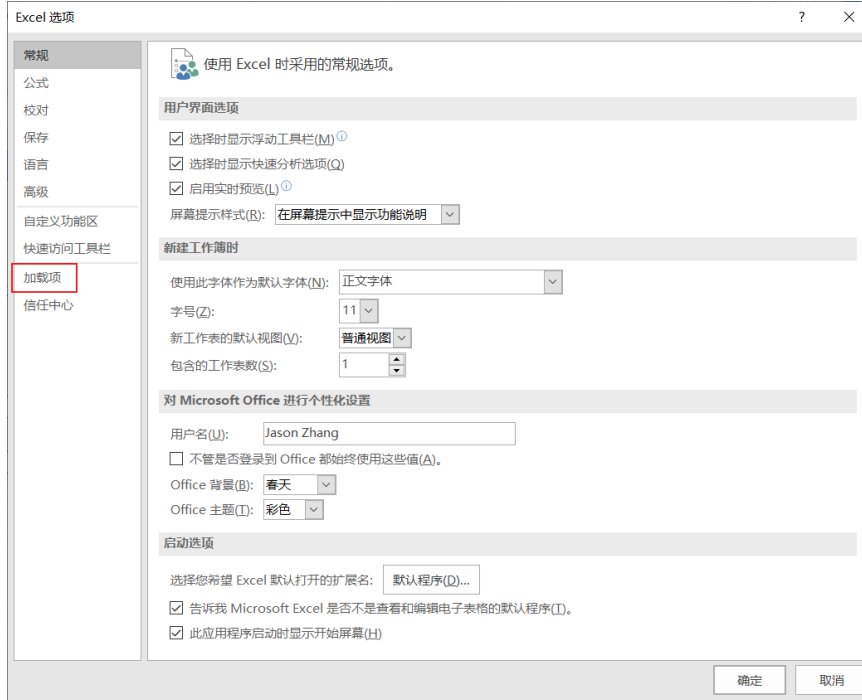 Excel 选项
?
常规
公式
校对
保存
语言
高级
自定义功能区
快速访问工具栏
加载项
信任中心
使用 Excel 时采用的常规选项。
用户界面选项
选择时显示浮动工具栏(M)
选择时显示快速分析选项(Q)
启用实时预览(L)
屏幕提示样式(R): 在屏幕提示中显示功能说明
新建工作簿时
使用此字体作为默认字体(N): 正文字体
字号(Z): 11
新工作表的默认视图(V): 普通视图
包含的工作表数(S): 1
对 Microsoft Office 进行个性化设置
用户名(U): Jason Zhang
不管是否登录到 Office 都始终使用这些值(A)。
Office 背景(B): 春天
Office 主题(T): 彩色
启动选项
选择您希望 Excel 默认打开的扩展名: 默认程序(D)...
告诉我 Microsoft Excel 是否不是查看和编辑电子表格的默认程序(T)。
此应用程序启动时显示开始屏幕(H)
确定 取消